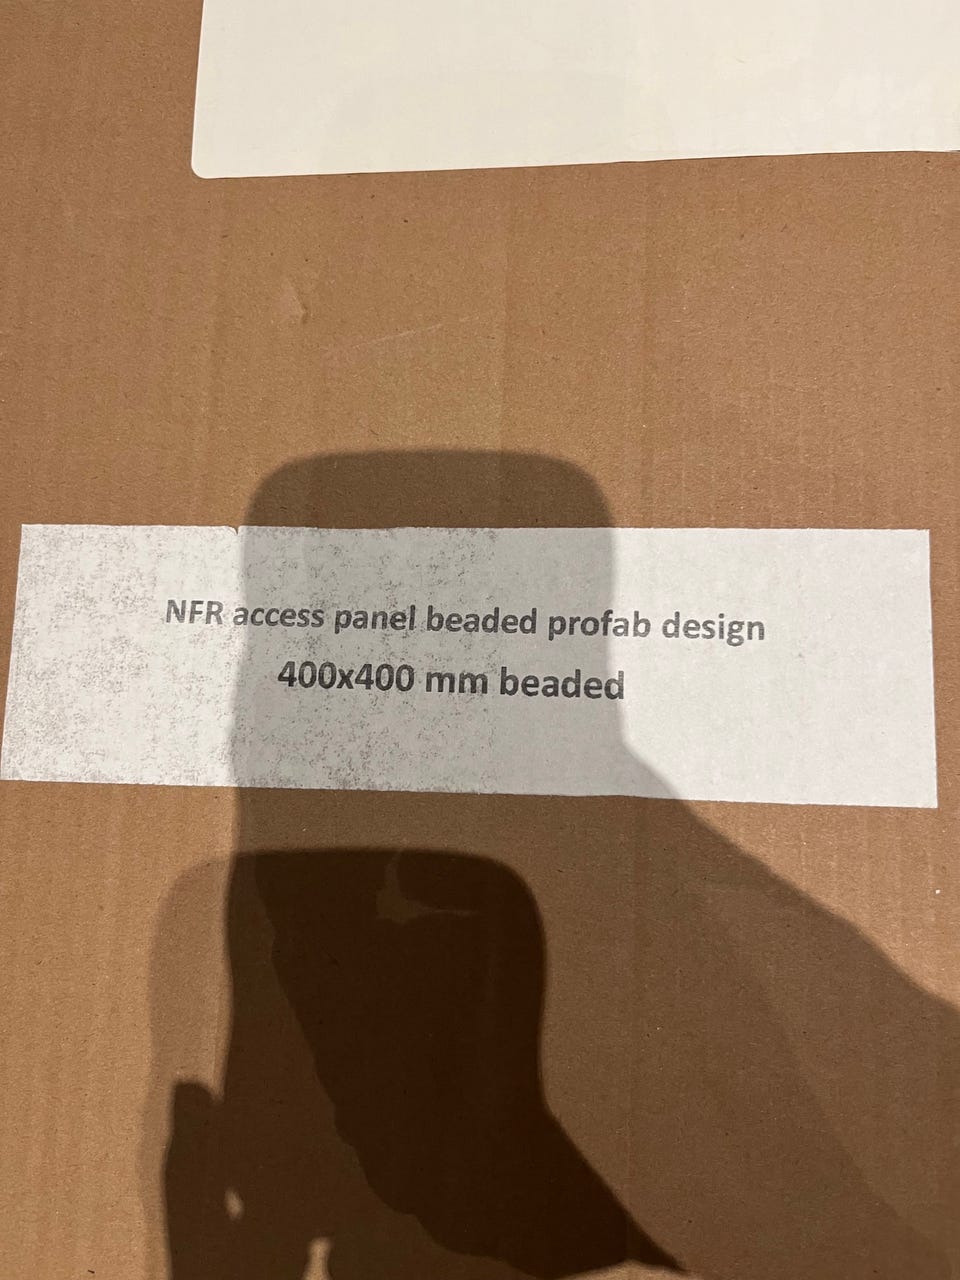 NFR access panel beaded profab design
400x400 mm beaded